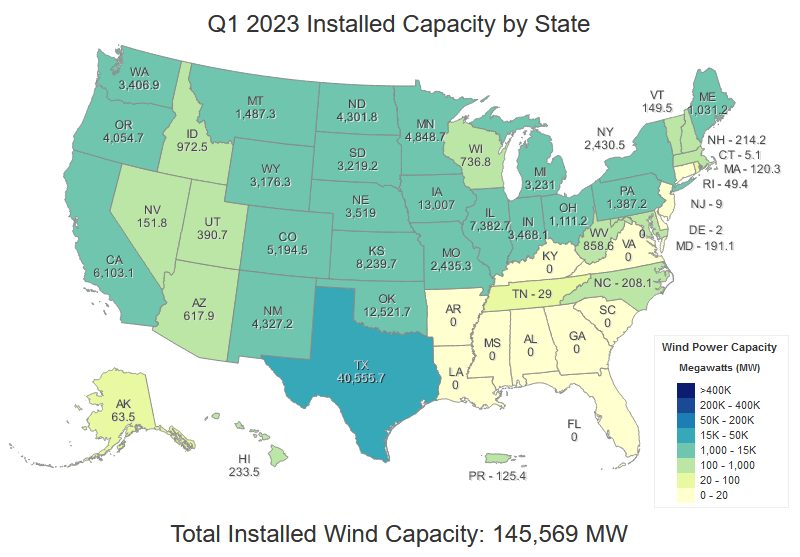 Q1 2023 Installed Capacity by State
WA
3,406.9
MT
1,487.3
ND
4,301.8
MN
4,848.7
VT
149.5
ME
1,031.2
OR
4,054.7
ID
972.5
WI
736.8
NY
2,430.5
NH - 214.2
CT - 5.1
MA - 120.3
RI - 49.4
NJ - 9
DE - 2
MD - 191.1
WY
3,176.3
SD
3,219.2
MI
3,231
PA
1,387.2
NV
151.8
UT
390.7
NE
3,519
IA
13,007
IL
7,382.7
IN
3,468.1
OH
1,111.2
WV
858.6
0
VA
0
CA
6,103.1
CO
5,194.5
KS
8,239.7
MO
2,435.3
KY
0
AZ
617.9
NM
4,327.2
OK
12,521.7
AR
0
TN - 29
NC - 208.1
SC
0
TX
40,555.7
LA
0
MS
0
AL
0
GA
0
FL
0
AK
63.5
HI
233.5
PR - 125.4
Wind Power Capacity
Megawatts (MW)
>400K
200K - 400K
50K - 200K
15K - 50K
1,000 - 15K
100 - 1,000
20 - 100
0 - 20
Total Installed Wind Capacity: 145,569 MW